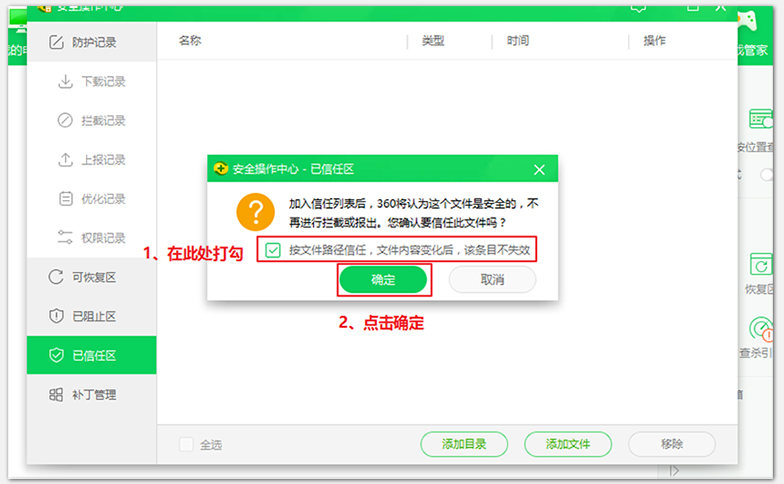 安全操作中心
防护记录
名称
类型
时间
操作
下载记录
拦截记录
上报记录
优化记录
权限记录
可恢复区
已阻止区
已信任区
补丁管理
安全操作中心 - 已信任区
加入信任列表后，360将认为这个文件是安全的，不
再进行拦截或报出。您确认要信任此文件吗？
按文件路径信任，文件内容变化后，该条目不失效
1、在此处打勾
确定
取消
2、点击确定
全选
添加目录
添加文件
移除
管家
按位置查
恢复区
查杀引